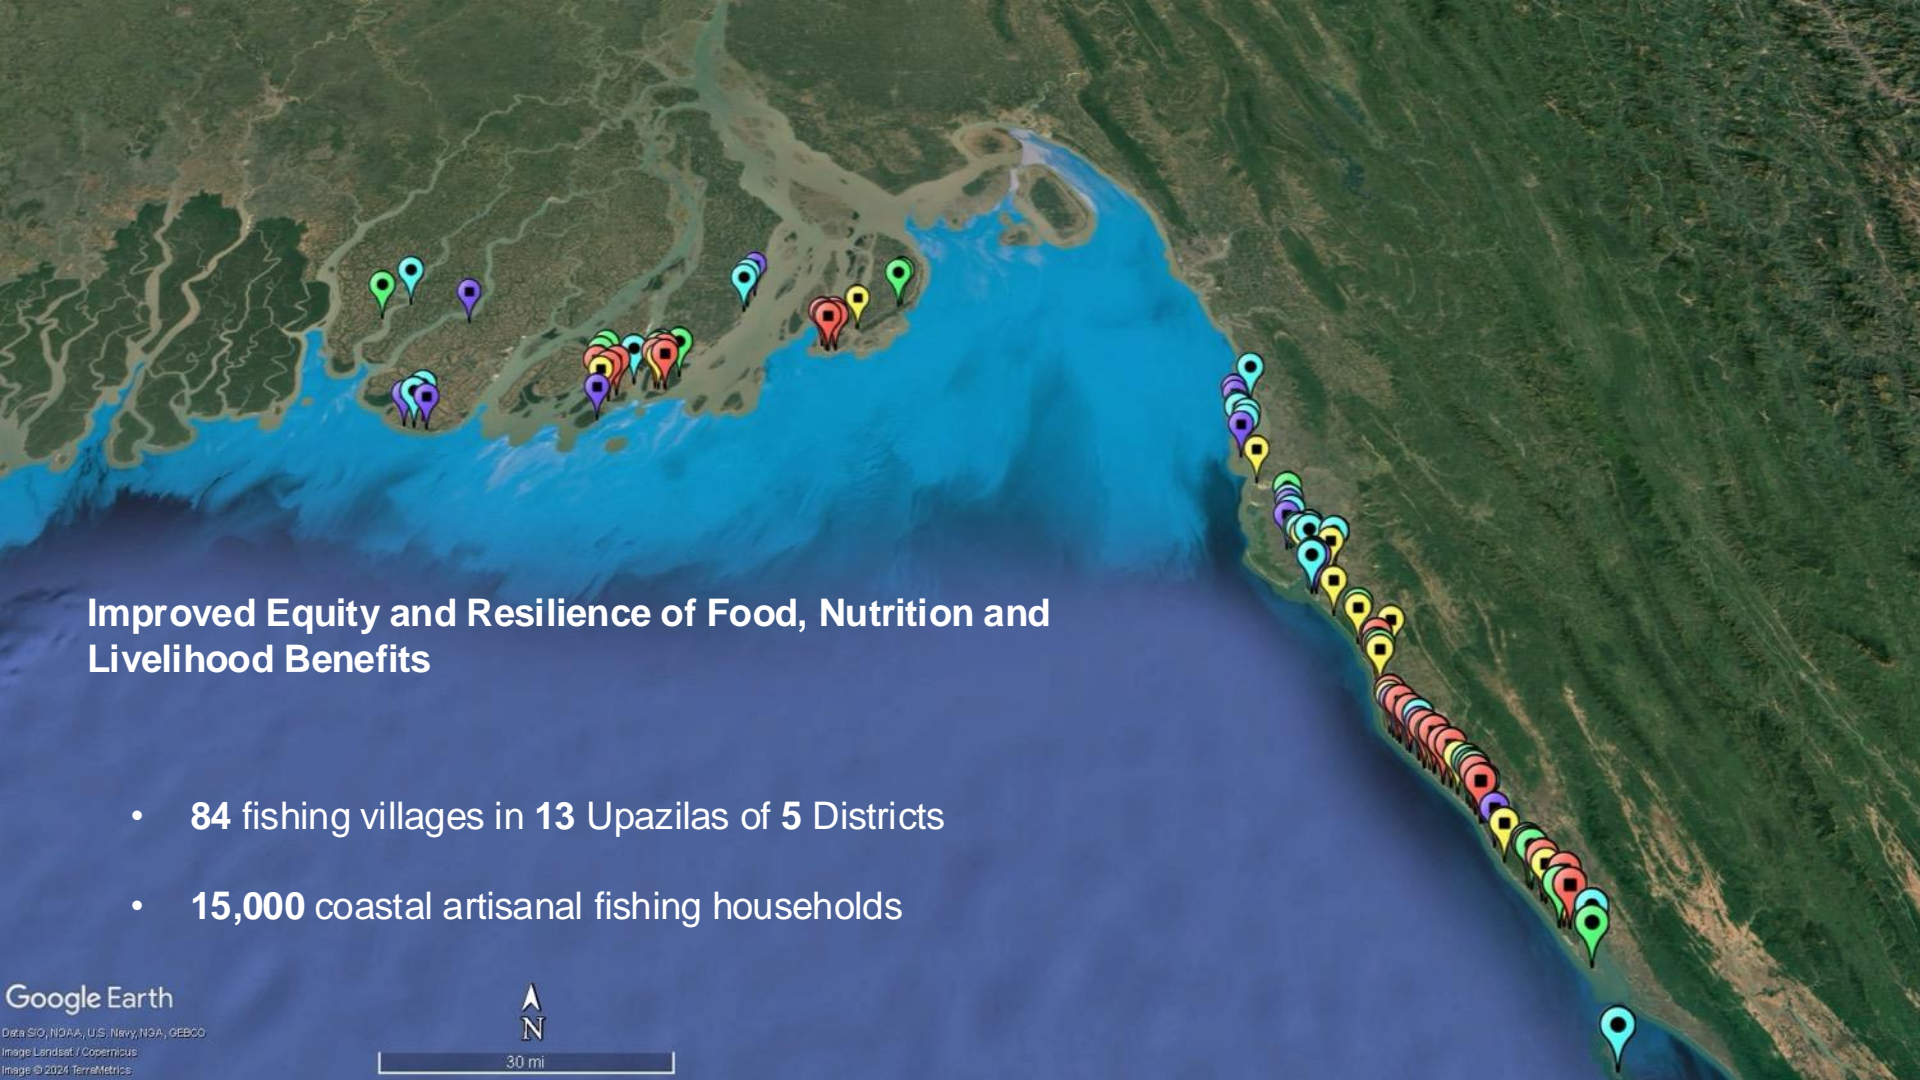 Improved Equity and Resilience of Food, Nutrition and
Livelihood Benefits
• 84 fishing villages in 13 Upazilas of 5 Districts
• 15,000 coastal artisanal fishing households
Google Earth
Data SIO, NOAA, U.S. Navy, NGA, GEBCO
Image Landsat / Copernicus
Image © 2024 TerraMetrics
N
30 mi